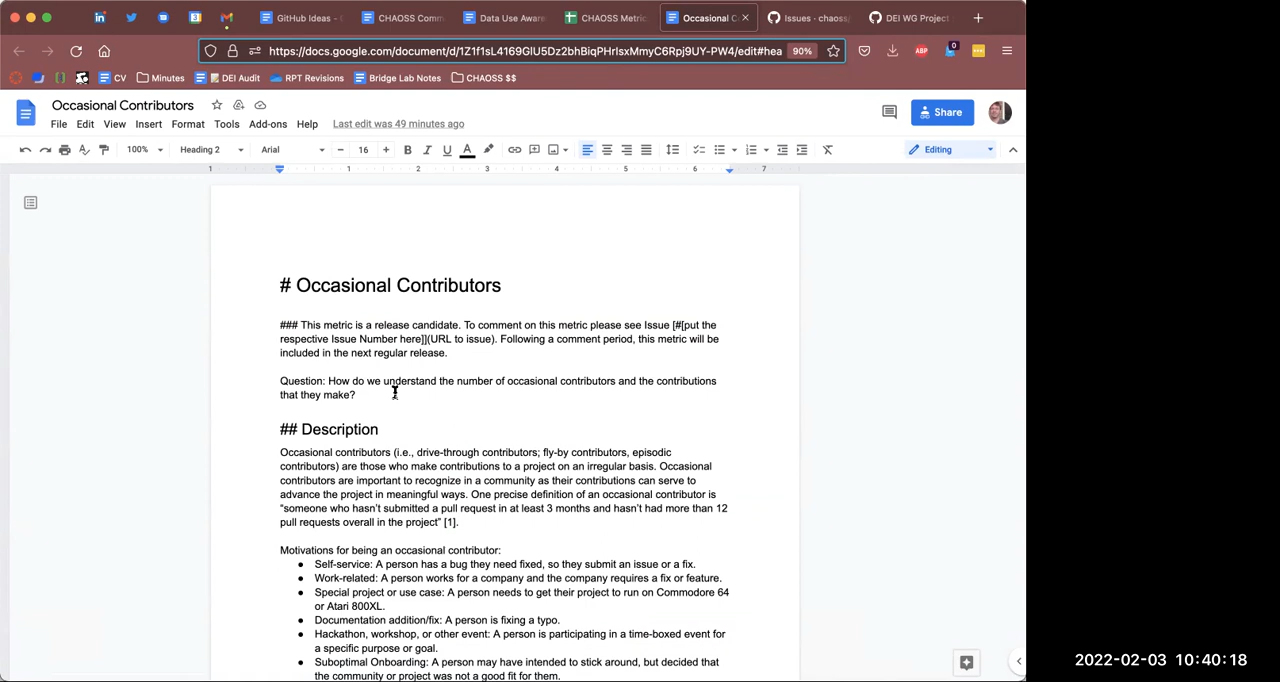 GitHub Ideas -
CHAOSS Comm
Data Use Aware
CHAOSS Metric
Occasional C
Issues · chaoss
DEI WG Project
https://docs.google.com/document/d/1Z1f1sL4169GlU5Dz2bhBiqPHrlsxMmyC6Rpj9UY-PW4/edit#hea
90%
ABP
0
CV
Minutes
DEI Audit
RPT Revisions
Bridge Lab Notes
CHAOSS $$
Occasional Contributors
File Edit View Insert Format Tools Add-ons Help Last edit was 49 minutes ago
Share
100% Heading 2 Arial 16 B I U A Editing
1 1 2 3 4 5 6 7
# Occasional Contributors
### This metric is a release candidate. To comment on this metric please see Issue [#[put the
respective Issue Number here]](URL to issue). Following a comment period, this metric will be
included in the next regular release.
Question: How do we understand the number of occasional contributors and the contributions
that they make?
## Description
Occasional contributors (i.e., drive-through contributors; fly-by contributors, episodic
contributors) are those who make contributions to a project on an irregular basis. Occasional
contributors are important to recognize in a community as their contributions can serve to
advance the project in meaningful ways. One precise definition of an occasional contributor is
“someone who hasn’t submitted a pull request in at least 3 months and hasn’t had more than 12
pull requests overall in the project” [1].
Motivations for being an occasional contributor:
● Self-service: A person has a bug they need fixed, so they submit an issue or a fix.
● Work-related: A person works for a company and the company requires a fix or feature.
● Special project or use case: A person needs to get their project to run on Commodore 64
or Atari 800XL.
● Documentation addition/fix: A person is fixing a typo.
● Hackathon, workshop, or other event: A person is participating in a time-boxed event for
a specific purpose or goal.
● Suboptimal Onboarding: A person may have intended to stick around, but decided that
the community or project was not a good fit for them.
2022-02-03 10:40:18